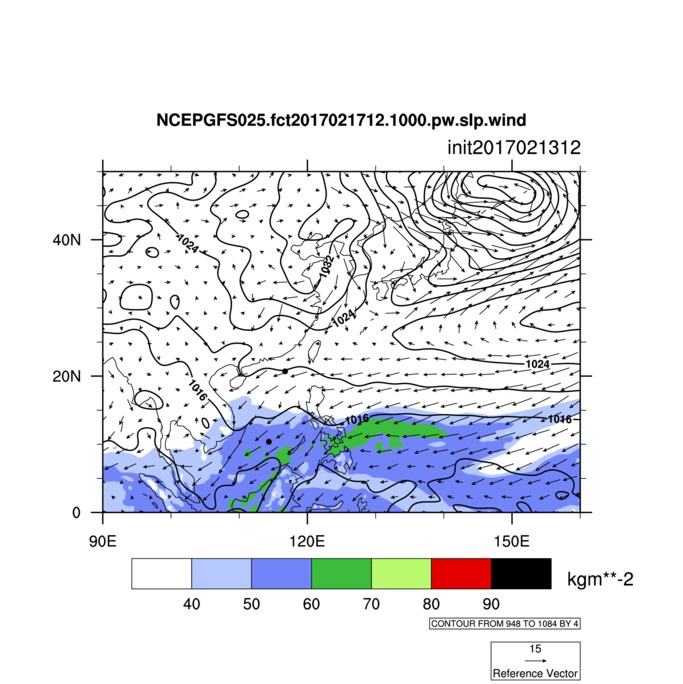 NCEPGFS025.fct2017021712.1000.pw.slp.wind
init2017021312
40N
20N
0
90E
120E
150E
1024
1032
1024
1024
1016
1016
1016
40
50
60
70
80
90
kgm**-2
CONTOUR FROM 948 TO 1084 BY 4
15
Reference Vector